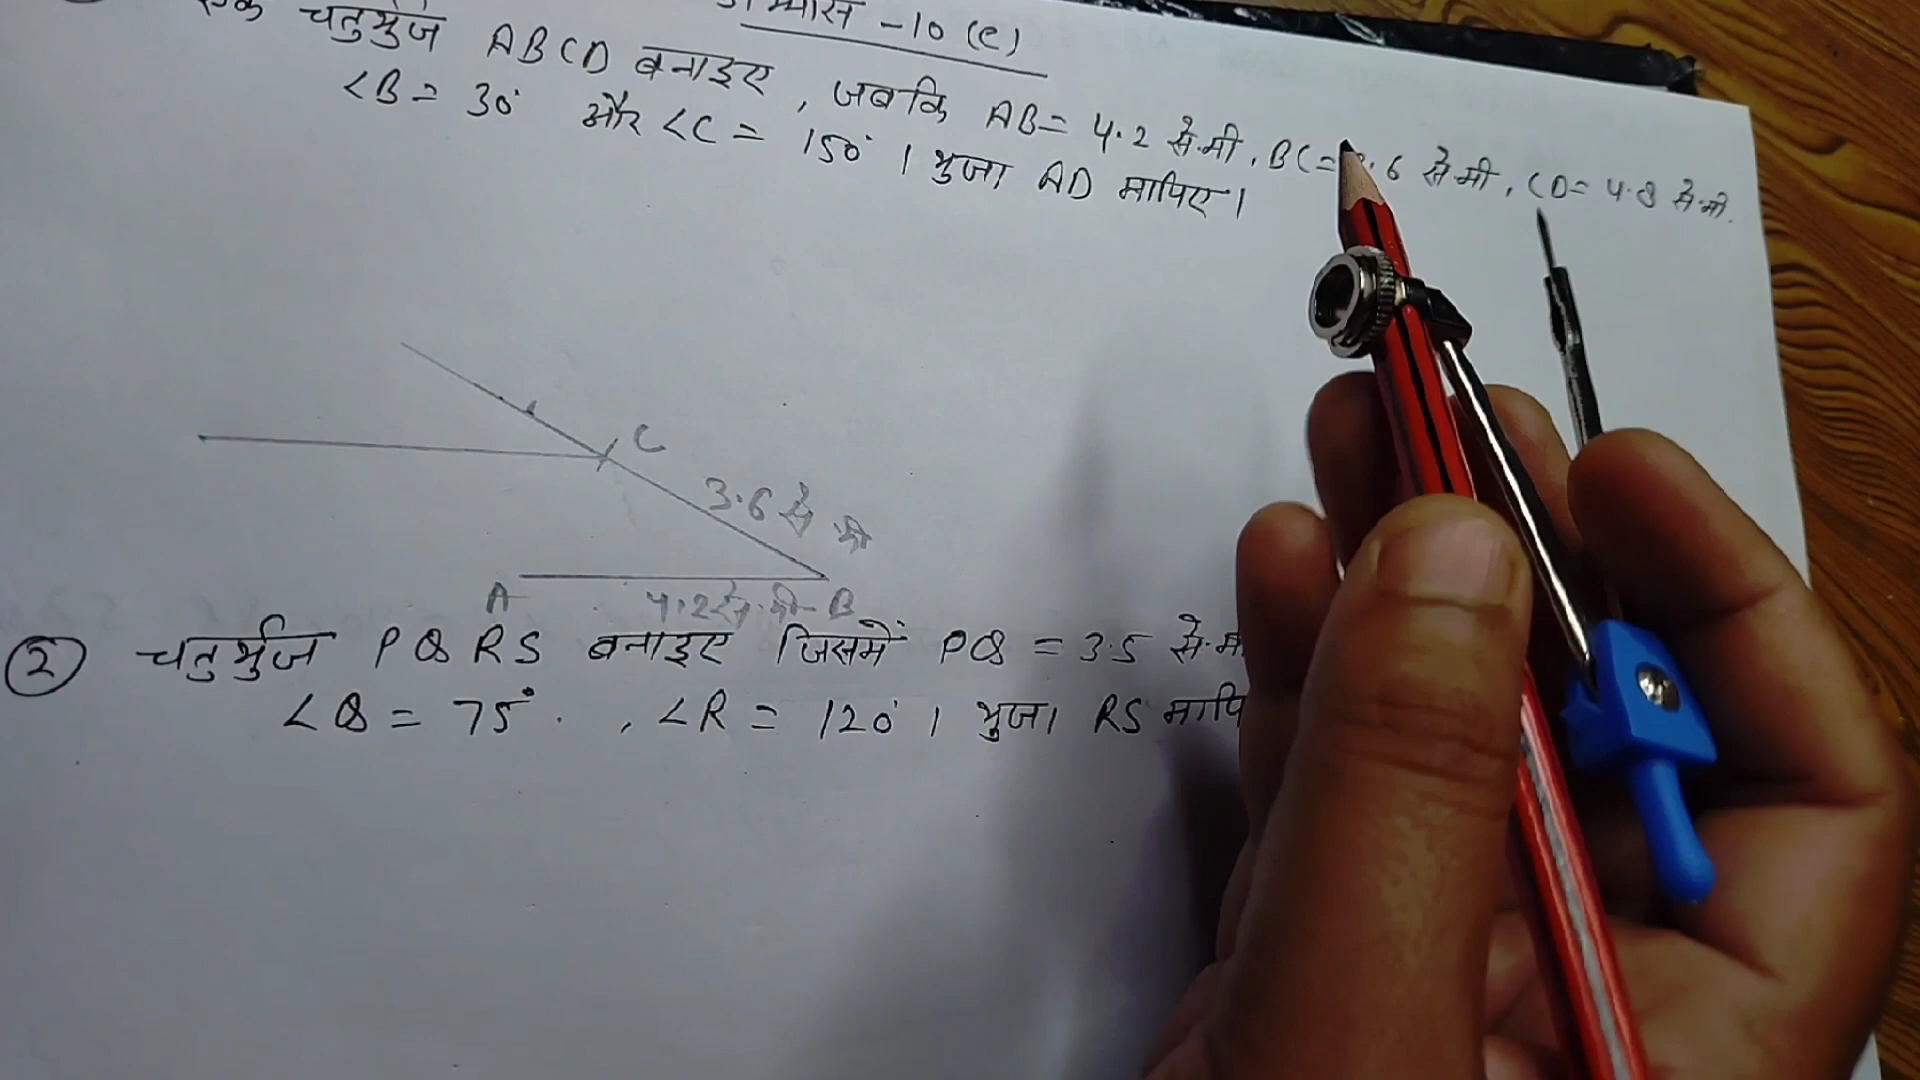 अभ्यास -10 (e)
एक चतुर्भुज ABCD बनाइए, जबकि AB = 4.2 से.मी, BC = .6 से.मी, CD = 4.8 से.मी.
<B = 30° और <C = 150° । भुजा AD मापिए।
C
3.6 से.मी
A 4.2 से.मी. B
② चतुर्भुज PQRS बनाइए जिसमें PQ = 3.5 से.म
<Q = 75° . , <R = 120° । भुजा RS मापि